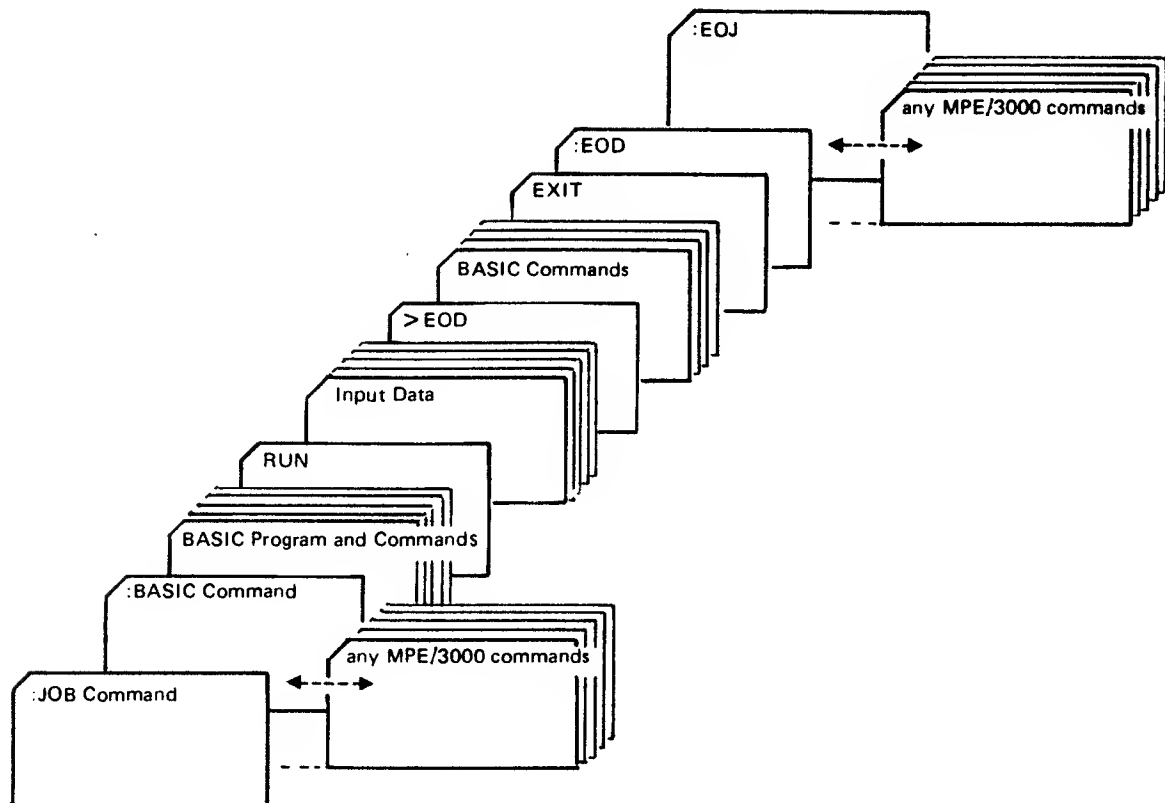 :EOJ
any MPE/3000 commands
:EOD
EXIT
BASIC Commands
>EOD
Input Data
RUN
BASIC Program and Commands
:BASIC Command
any MPE/3000 commands
:JOB Command